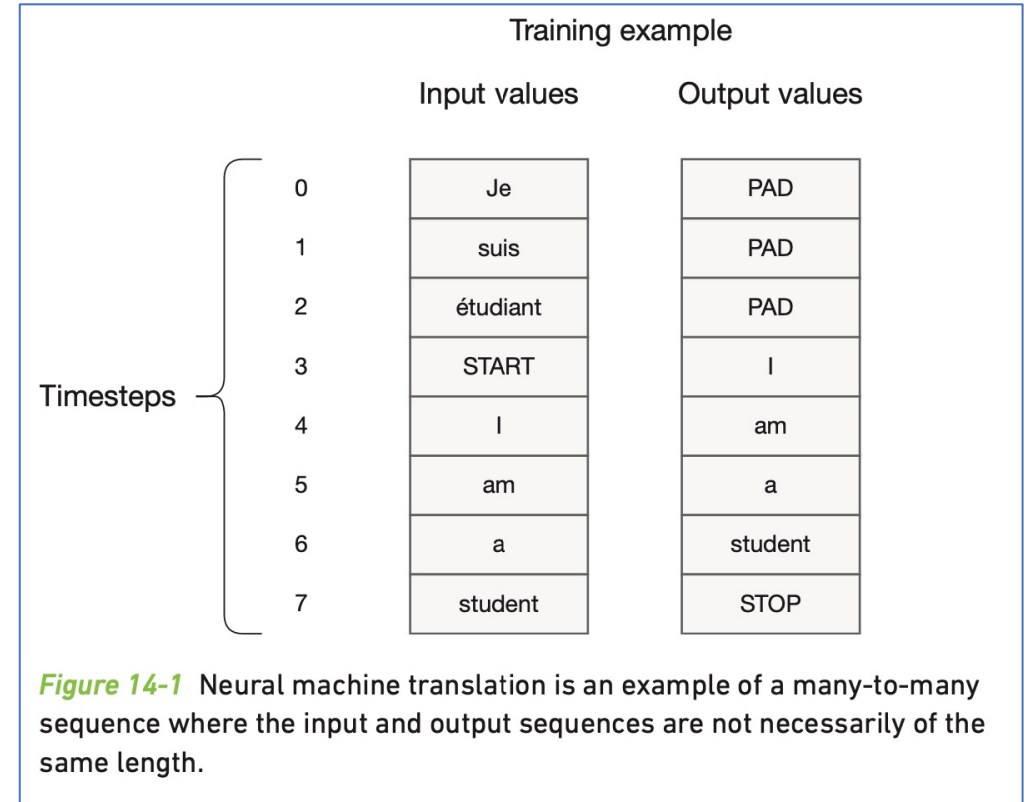 Training example
Input values Output values
0 Je PAD
1 suis PAD
2 étudiant PAD
3 START I
Timesteps
4 I am
5 am a
6 a student
7 student STOP
Figure 14-1 Neural machine translation is an example of a many-to-many
sequence where the input and output sequences are not necessarily of the
same length.